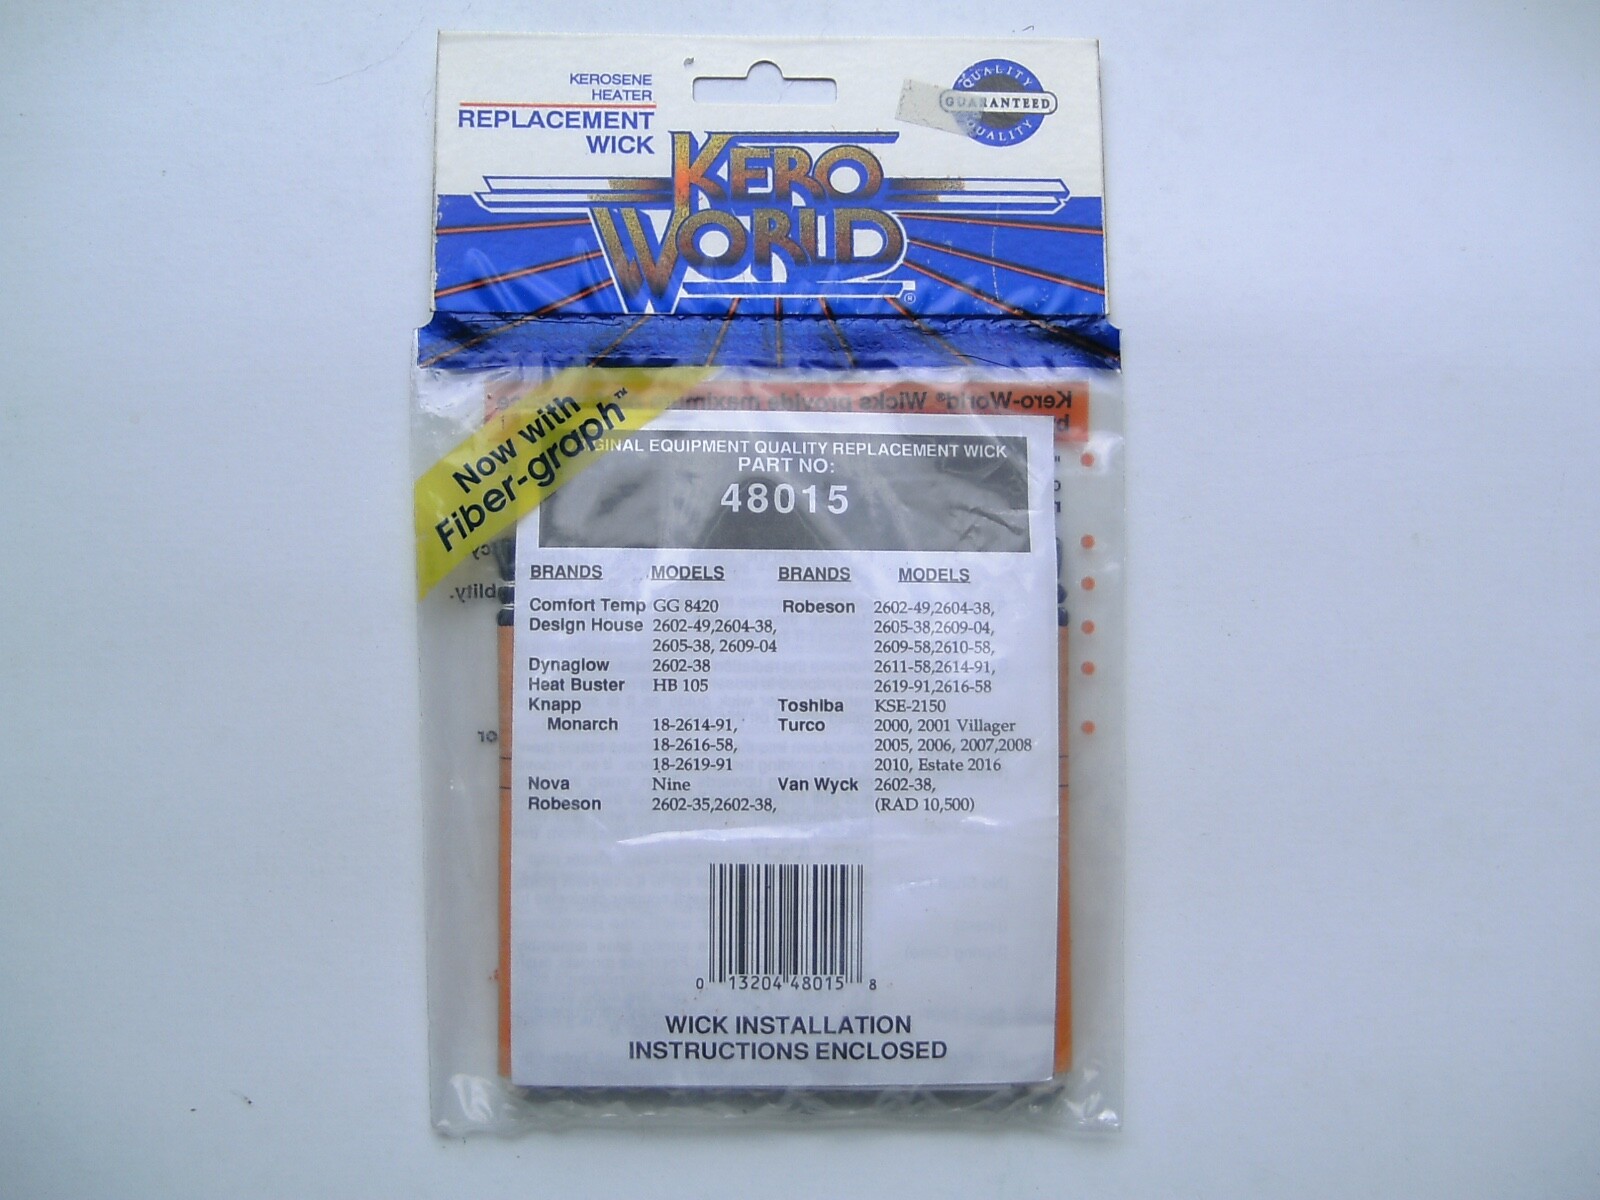 KEROSENE
HEATER
REPLACEMENT
WICK
QUALITY
GUARANTEED
QUALITY
KERO
WORLD
®
Now with
Fiber-graph™
Kero-World® Wicks provide maximum
GINAL EQUIPMENT QUALITY REPLACEMENT WICK
PART NO:
48015
BRANDS MODELS BRANDS MODELS
Comfort Temp GG 8420 Robeson 2602-49,2604-38,
Design House 2602-49,2604-38, 2605-38,2609-04,
2605-38, 2609-04 2609-58,2610-58,
Dynaglow 2602-38 2611-58,2614-91,
Heat Buster HB 105 2619-91,2616-58
Knapp Toshiba KSE-2150
Monarch 18-2614-91, Turco 2000, 2001 Villager
18-2616-58, 2005, 2006, 2007,2008
18-2619-91 2010, Estate 2016
Nova Nine Van Wyck 2602-38,
Robeson 2602-35,2602-38, (RAD 10,500)
0 13204 48015 8
WICK INSTALLATION
INSTRUCTIONS ENCLOSED